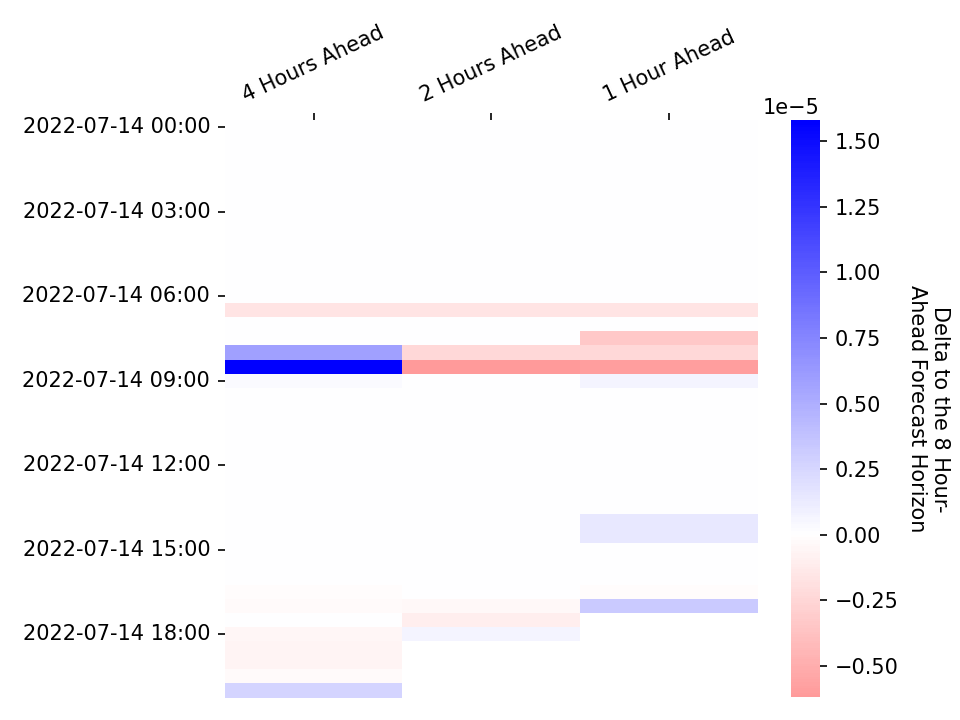 4 Hours Ahead
2 Hours Ahead
1 Hour Ahead
1e−5
2022-07-14 00:00
2022-07-14 03:00
2022-07-14 06:00
2022-07-14 09:00
2022-07-14 12:00
2022-07-14 15:00
2022-07-14 18:00
1.50
1.25
1.00
0.75
0.50
0.25
0.00
−0.25
−0.50
Delta to the 8 Hour-
Ahead Forecast Horizon